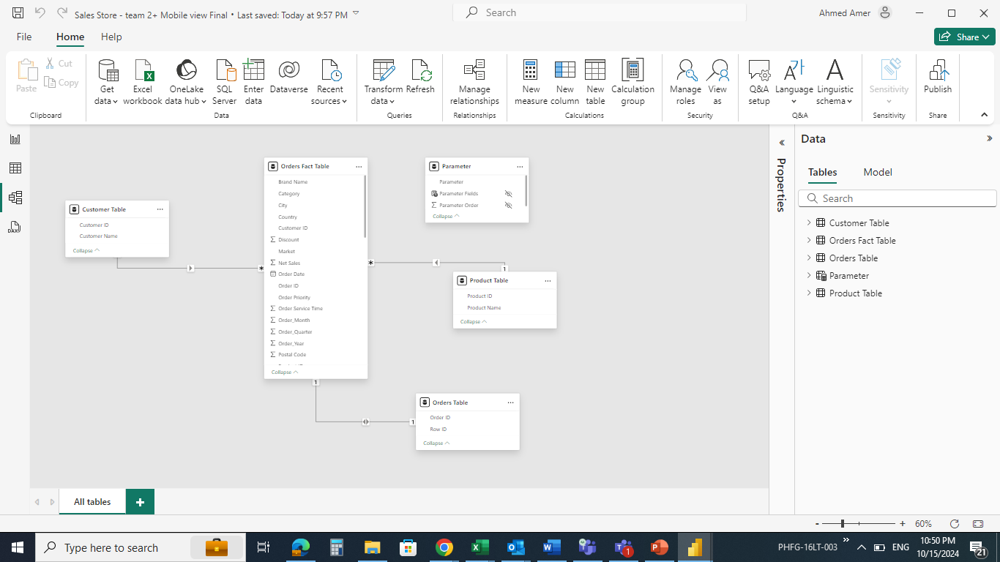 Sales Store - team 2+ Mobile view Final • Last saved: Today at 9:57 PM
Search
Ahmed Amer
File
Home
Help
Share
Paste
Cut
Copy
Clipboard
Get data
Excel workbook
OneLake data hub
SQL Server
Enter data
Dataverse
Recent sources
Data
Transform data
Refresh
Queries
Manage relationships
Relationships
New measure
New column
New table
Calculation group
Calculations
Manage roles
View as
Security
Q&A setup
Language
Linguistic schema
Q&A
Sensitivity
Sensitivity
Publish
Share
Customer Table
Customer ID
Customer Name
Collapse
Orders Fact Table
Brand Name
Category
City
Country
Customer ID
Discount
Market
Net Sales
Order Date
Order ID
Order Priority
Order Service Time
Order_Month
Order_Quarter
Order_Year
Postal Code
Collapse
Parameter
Parameter
Parameter Fields
Parameter Order
Collapse
1
Product Table
Product ID
Product Name
Collapse
1
1
Orders Table
Order ID
Row ID
Collapse
Properties
Data
Tables
Model
Search
Customer Table
Orders Fact Table
Orders Table
Parameter
Product Table
All tables
- + 60%
Type here to search
PHFG-16LT-003
ENG
10:50 PM
10/15/2024
1
21